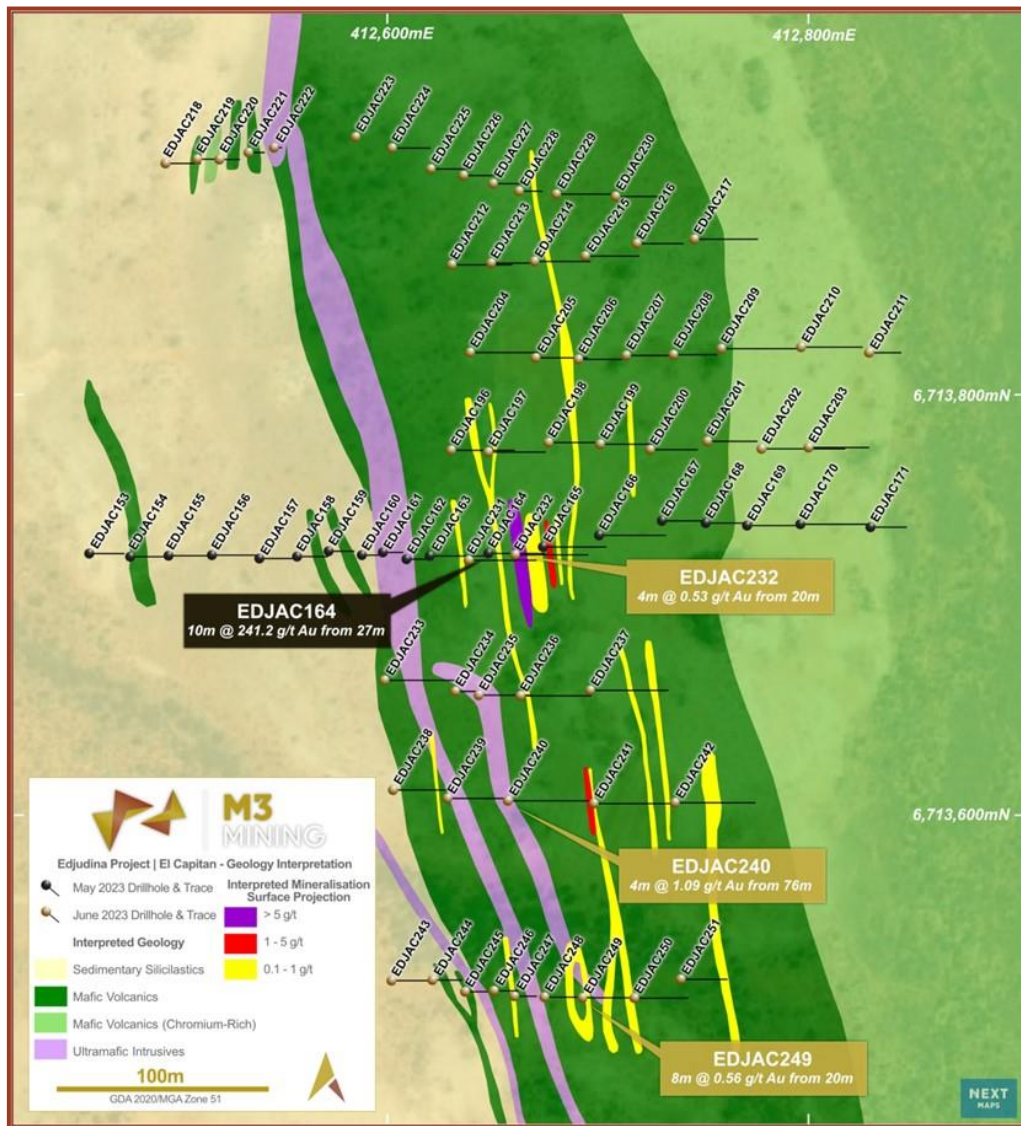 412,600mE
412,800mE
EDJAC218
EDJAC219
EDJAC220
EDJAC221
EDJAC222
EDJAC223
EDJAC224
EDJAC225
EDJAC226
EDJAC227
EDJAC228
EDJAC229
EDJAC230
EDJAC212
EDJAC213
EDJAC214
EDJAC215
EDJAC216
EDJAC217
EDJAC204
EDJAC205
EDJAC206
EDJAC207
EDJAC208
EDJAC209
EDJAC210
EDJAC211
6,713,800mN
EDJAC196
EDJAC197
EDJAC198
EDJAC199
EDJAC200
EDJAC201
EDJAC202
EDJAC203
EDJAC153
EDJAC154
EDJAC155
EDJAC156
EDJAC157
EDJAC158
EDJAC159
EDJAC160
EDJAC161
EDJAC162
EDJAC163
EDJAC231
EDJAC164
EDJAC232
EDJAC165
EDJAC166
EDJAC167
EDJAC168
EDJAC169
EDJAC170
EDJAC171
EDJAC232
4m @ 0.53 g/t Au from 20m
EDJAC164
10m @ 241.2 g/t Au from 27m
EDJAC233
EDJAC234
EDJAC235
EDJAC236
EDJAC237
EDJAC238
EDJAC239
EDJAC240
EDJAC241
EDJAC242
6,713,600mN
EDJAC240
4m @ 1.09 g/t Au from 76m
EDJAC243
EDJAC244
EDJAC245
EDJAC246
EDJAC247
EDJAC248
EDJAC249
EDJAC250
EDJAC251
EDJAC249
8m @ 0.56 g/t Au from 20m
M3
MINING
Edjudina Project | El Capitan - Geology Interpretation
May 2023 Drillhole & Trace
June 2023 Drillhole & Trace
Interpreted Geology
Sedimentary Silicilastics
Mafic Volcanics
Mafic Volcanics (Chromium-Rich)
Ultramafic Intrusives
Interpreted Mineralisation
Surface Projection
> 5 g/t
1 - 5 g/t
0.1 - 1 g/t
100m
GDA 2020/MGA Zone 51
NEXT
MAPS